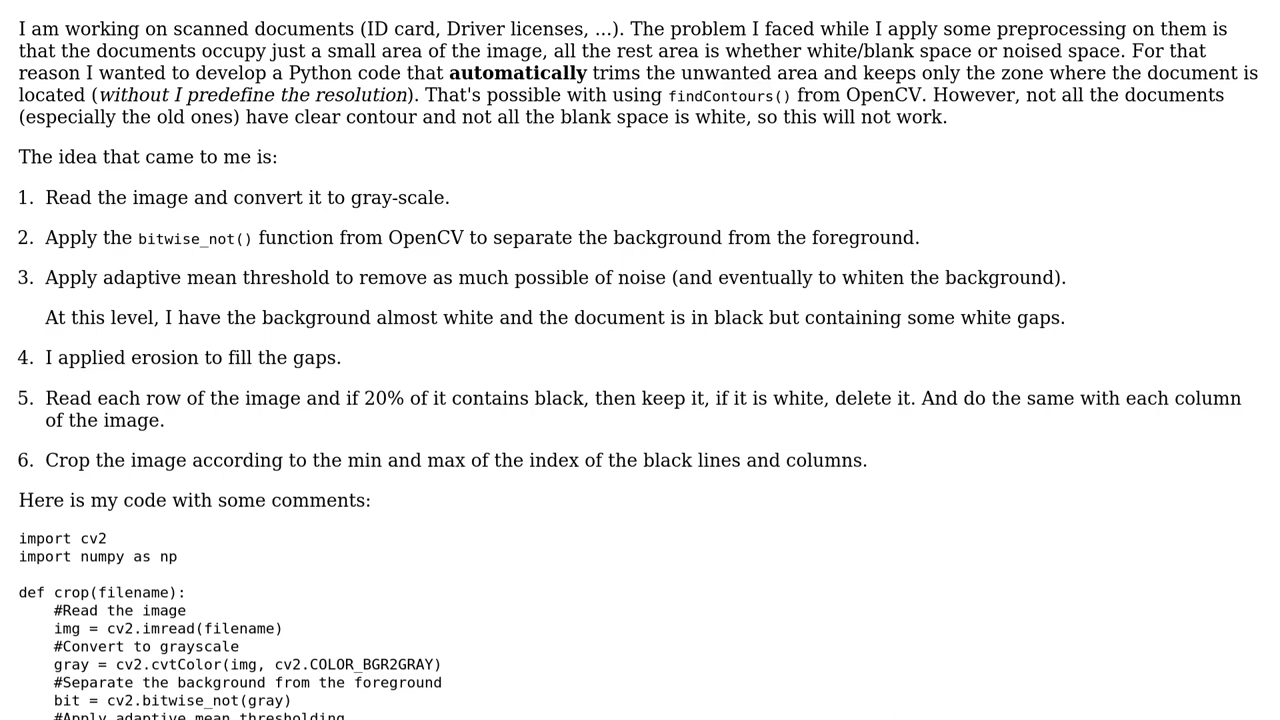 I am working on scanned documents (ID card, Driver licenses, ...). The problem I faced while I apply some preprocessing on them is
that the documents occupy just a small area of the image, all the rest area is whether white/blank space or noised space. For that
reason I wanted to develop a Python code that automatically trims the unwanted area and keeps only the zone where the document is
located (without I predefine the resolution). That's possible with using findContours() from OpenCV. However, not all the documents
(especially the old ones) have clear contour and not all the blank space is white, so this will not work.
The idea that came to me is:
1. Read the image and convert it to gray-scale.
2. Apply the bitwise_not() function from OpenCV to separate the background from the foreground.
3. Apply adaptive mean threshold to remove as much possible of noise (and eventually to whiten the background).
At this level, I have the background almost white and the document is in black but containing some white gaps.
4. I applied erosion to fill the gaps.
5. Read each row of the image and if 20% of it contains black, then keep it, if it is white, delete it. And do the same with each column
of the image.
6. Crop the image according to the min and max of the index of the black lines and columns.
Here is my code with some comments:
import cv2
import numpy as np
def crop(filename):
    #Read the image
    img = cv2.imread(filename)
    #Convert to grayscale
    gray = cv2.cvtColor(img, cv2.COLOR_BGR2GRAY)
    #Separate the background from the foreground
    bit = cv2.bitwise_not(gray)
    #Apply adaptive mean thresholding